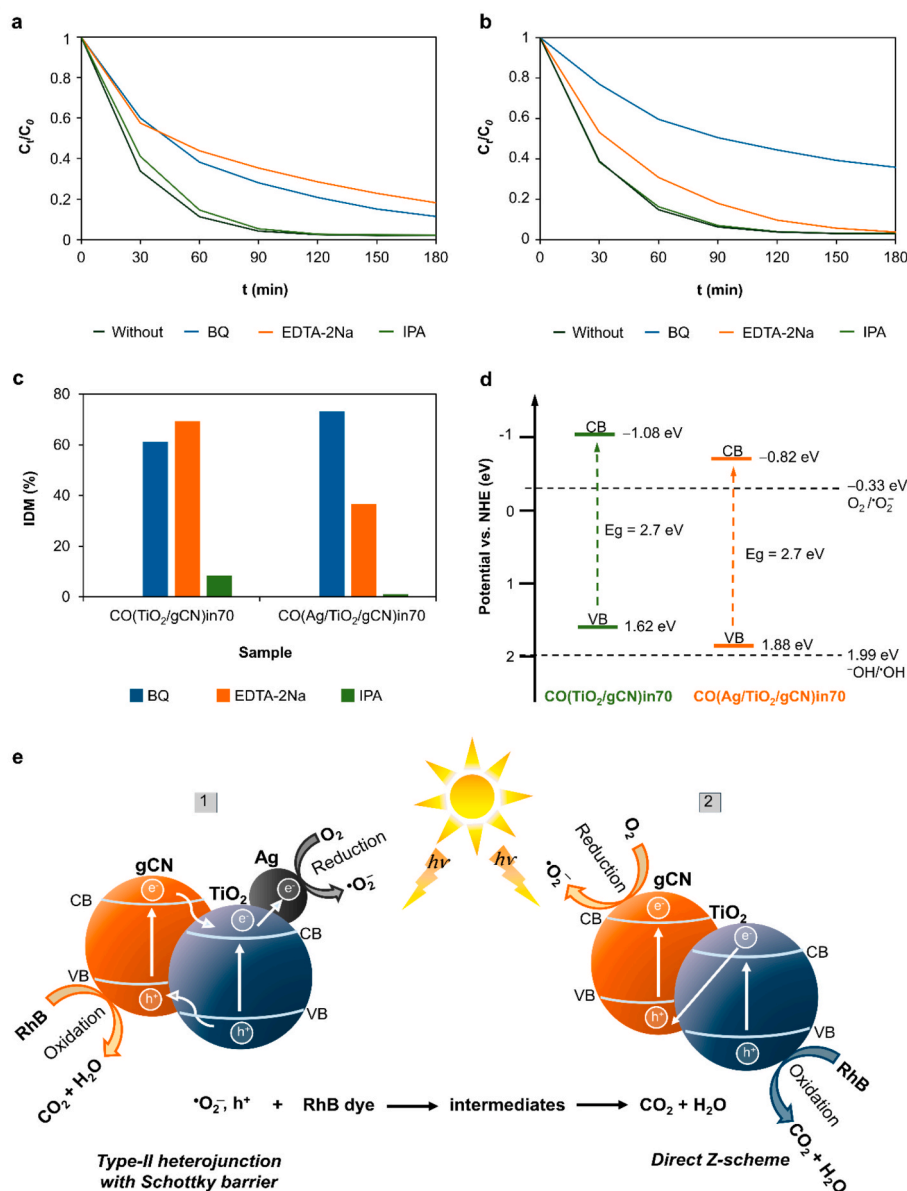 a
1
0.8
0.6
0.4
0.2
0
Cₜ/C₀
0 30 60 90 120 150 180
t (min)
Without BQ EDTA-2Na IPA
b
1
0.8
0.6
0.4
0.2
0
Cₜ/C₀
0 30 60 90 120 150 180
t (min)
Without BQ EDTA-2Na IPA
c
80
60
40
20
0
IDM (%)
CO(TiO₂/gCN)in70 CO(Ag/TiO₂/gCN)in70
Sample
BQ EDTA-2Na IPA
d
Potential vs. NHE (eV)
-1
0
1
2
CB
−1.08 eV
Eg = 2.7 eV
VB
1.62 eV
CB
−0.82 eV
Eg = 2.7 eV
VB
1.88 eV
−0.33 eV
O₂/•O₂⁻
1.99 eV
⁻OH/•OH
CO(TiO₂/gCN)in70 CO(Ag/TiO₂/gCN)in70
e
1
gCN
TiO₂
Ag
O₂
Reduction
•O₂⁻
e⁻
e⁻
e⁻
CB
CB
VB
VB
h⁺
h⁺
RhB
Oxidation
CO₂ + H₂O
hν hν
2
O₂
Reduction
•O₂⁻
gCN
TiO₂
e⁻
e⁻
CB
CB
VB
VB
h⁺
h⁺
RhB
Oxidation
CO₂ + H₂O
•O₂⁻, h⁺ + RhB dye intermediates CO₂ + H₂O
Type-II heterojunction
with Schottky barrier
Direct Z-scheme